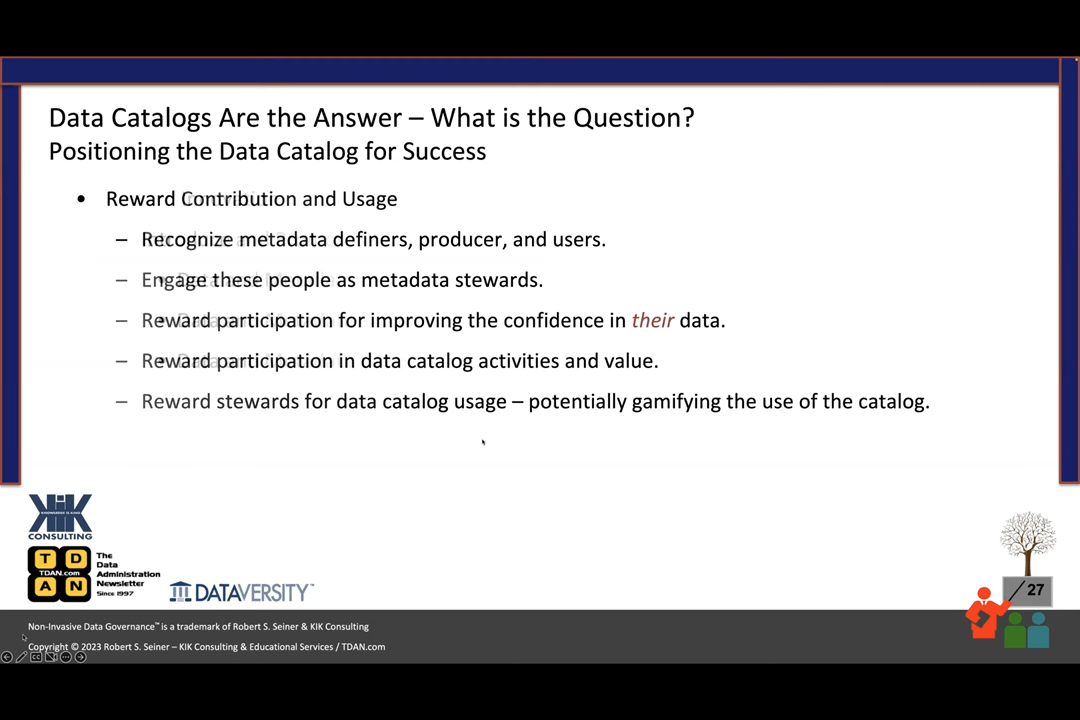 Data Catalogs Are the Answer – What is the Question?
Positioning the Data Catalog for Success
• Reward Contribution and Usage
– Recognize metadata definers, producer, and users.
– Engage these people as metadata stewards.
– Reward participation for improving the confidence in their data.
– Reward participation in data catalog activities and value.
– Reward stewards for data catalog usage – potentially gamifying the use of the catalog.
KIK
KNOWLEDGE IS KING
CONSULTING
T D
TDAN.com
A N
The
Data
Administration
Newsletter
Since 1997
DATAVERSITY™
27
Non-Invasive Data Governance™ is a trademark of Robert S. Seiner & KIK Consulting
Copyright © 2023 Robert S. Seiner – KIK Consulting & Educational Services / TDAN.com